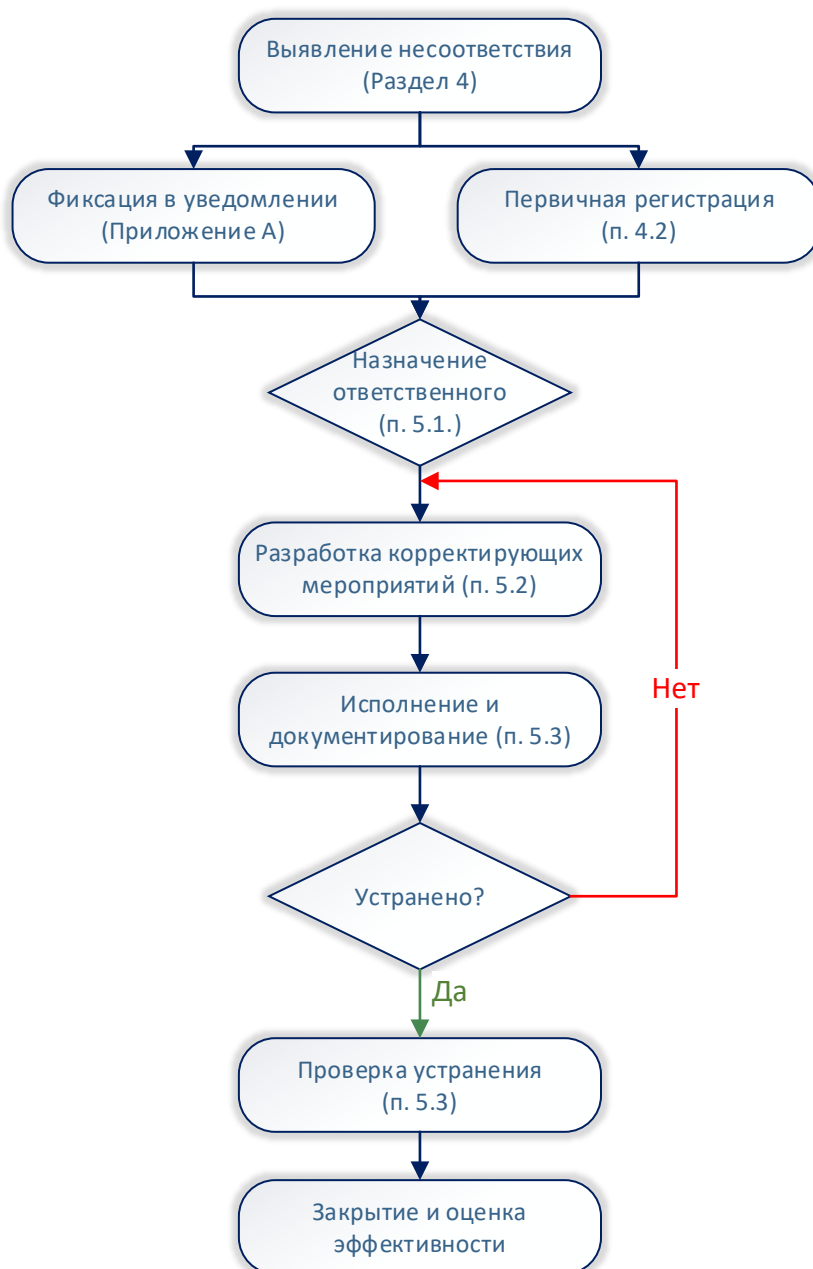 Выявление несоответствия
(Раздел 4)
Фиксация в уведомлении
(Приложение А)
Первичная регистрация
(п. 4.2)
Назначение
ответственного
(п. 5.1.)
Разработка корректирующих
мероприятий (п. 5.2)
Исполнение и
документирование (п. 5.3)
Нет
Устранено?
Да
Проверка устранения
(п. 5.3)
Закрытие и оценка
эффективности